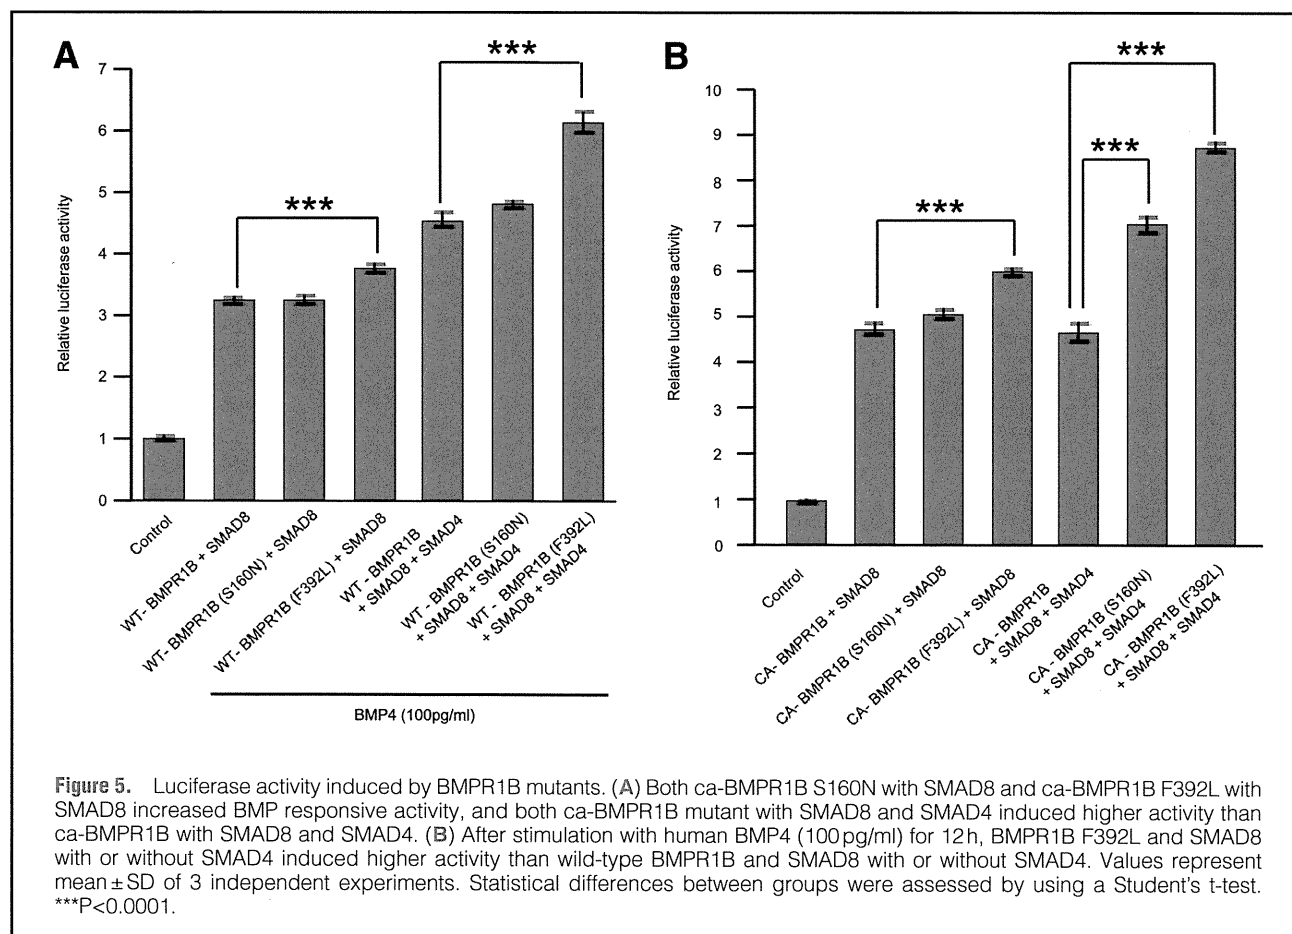 A
Relative luciferase activity
7
6
5
4
3
2
1
0
***
***
Control
WT- BMPR1B + SMAD8
WT- BMPR1B (S160N) + SMAD8
WT- BMPR1B (F392L) + SMAD8
WT - BMPR1B
+ SMAD8 + SMAD4
WT - BMPR1B (S160N)
+ SMAD8 + SMAD4
WT - BMPR1B (F392L)
+ SMAD8 + SMAD4
BMP4 (100pg/ml)
B
Relative luciferase activity
10
9
8
7
6
5
4
3
2
1
0
***
***
***
Control
CA- BMPR1B + SMAD8
CA- BMPR1B (S160N) + SMAD8
CA- BMPR1B (F392L) + SMAD8
CA - BMPR1B
+ SMAD8 + SMAD4
CA - BMPR1B (S160N)
+ SMAD8 + SMAD4
CA - BMPR1B (F392L)
+ SMAD8 + SMAD4
Figure 5. Luciferase activity induced by BMPR1B mutants. (A) Both ca-BMPR1B S160N with SMAD8 and ca-BMPR1B F392L with
SMAD8 increased BMP responsive activity, and both ca-BMPR1B mutant with SMAD8 and SMAD4 induced higher activity than
ca-BMPR1B with SMAD8 and SMAD4. (B) After stimulation with human BMP4 (100 pg/ml) for 12 h, BMPR1B F392L and SMAD8
with or without SMAD4 induced higher activity than wild-type BMPR1B and SMAD8 with or without SMAD4. Values represent
mean ± SD of 3 independent experiments. Statistical differences between groups were assessed by using a Student's t-test.
***P<0.0001.